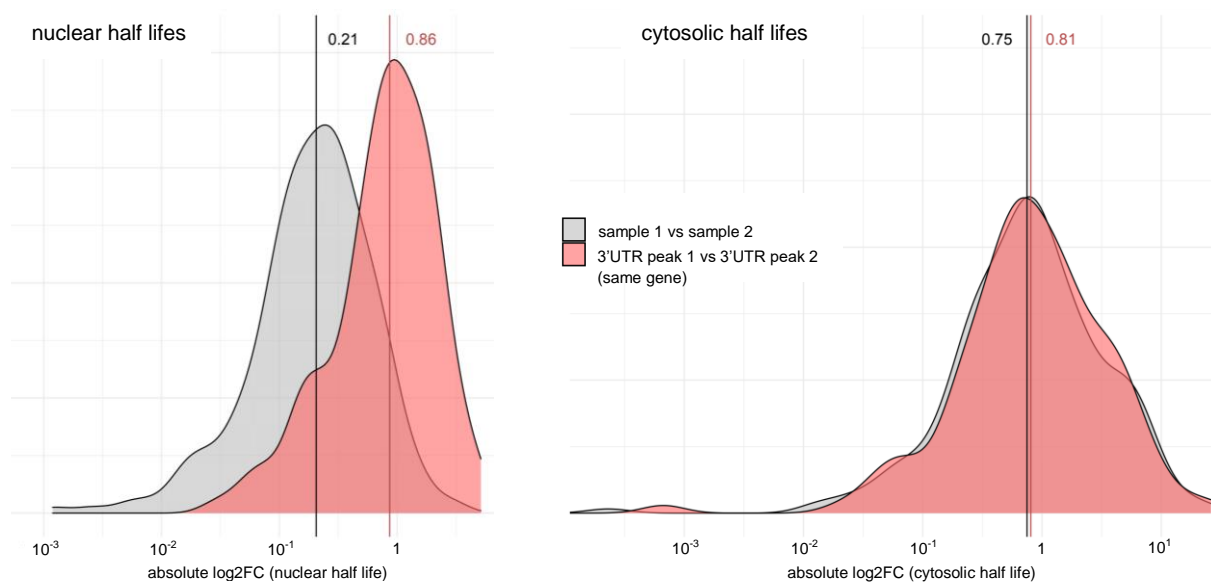 nuclear half lifes
0.21
0.86
10-3
10-2
10-1
1
absolute log2FC (nuclear half life)
cytosolic half lifes
0.75
0.81
sample 1 vs sample 2
3'UTR peak 1 vs 3'UTR peak 2
(same gene)
10-3
10-2
10-1
1
101
absolute log2FC (cytosolic half life)